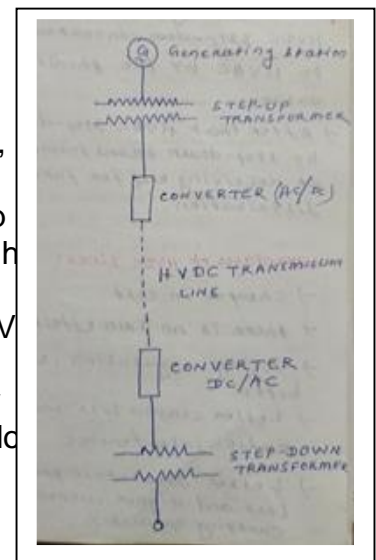 G Generating station
STEP-UP
TRANSFORMER
CONVERTER (AC/DC)
HVDC TRANSMISSION
LINE
CONVERTER
DC/AC
STEP-DOWN
TRANSFORMER